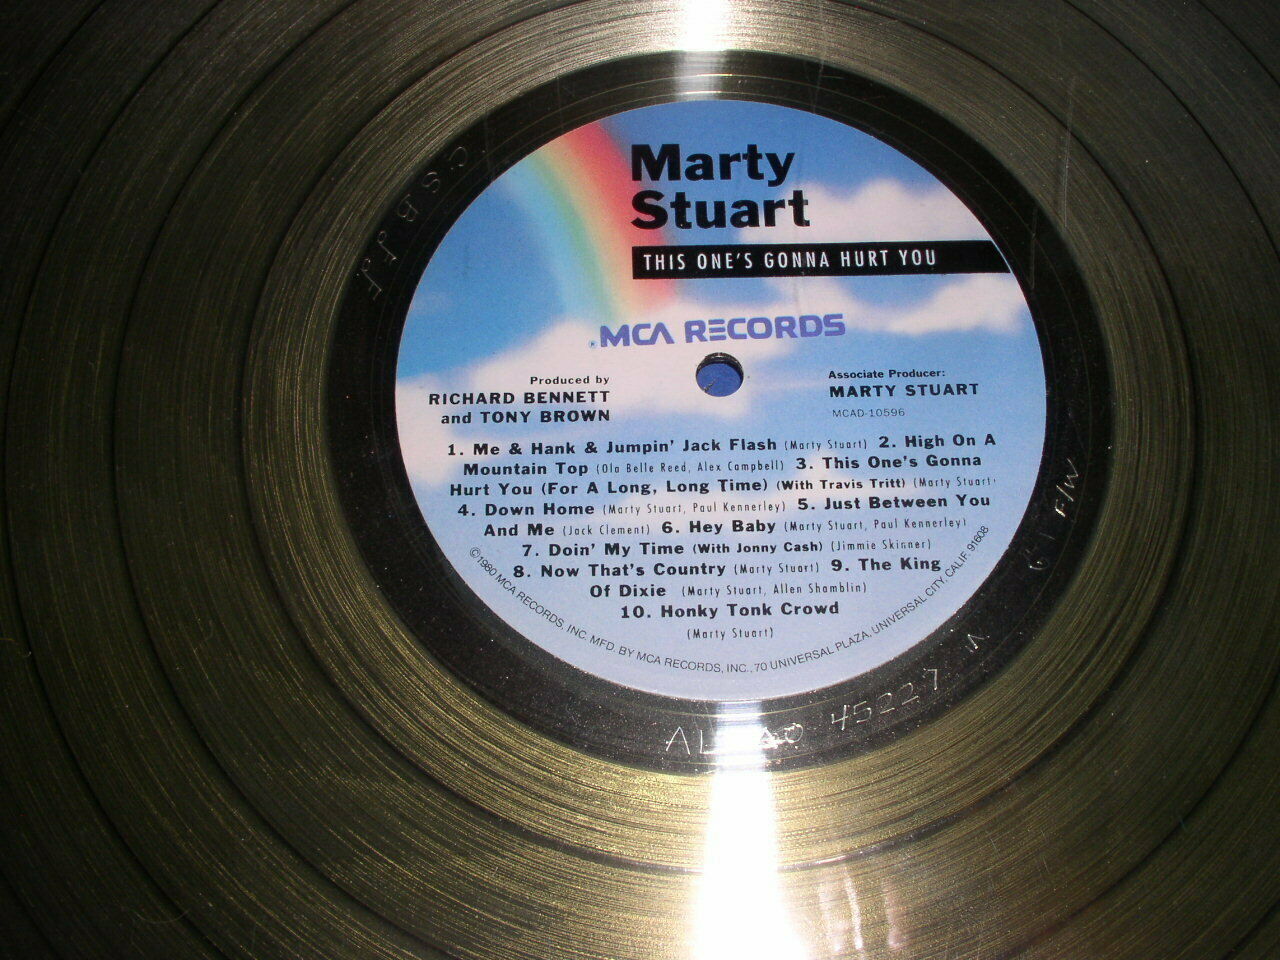 Marty
Stuart
THIS ONE'S GONNA HURT YOU
®MCA RECORDS
Produced by
RICHARD BENNETT
and TONY BROWN
Associate Producer:
MARTY STUART
MCAD-10596
1. Me & Hank & Jumpin' Jack Flash (Marty Stuart) 2. High On A
Mountain Top (Ola Belle Reed, Alex Campbell) 3. This One's Gonna
Hurt You (For A Long, Long Time) (With Travis Tritt) (Marty Stuart)
4. Down Home (Marty Stuart, Paul Kennerley) 5. Just Between You
And Me (Jack Clement) 6. Hey Baby (Marty Stuart, Paul Kennerley)
7. Doin' My Time (With Jonny Cash) (Jimmie Skinner)
8. Now That's Country (Marty Stuart) 9. The King
Of Dixie (Marty Stuart, Allen Shamblin)
10. Honky Tonk Crowd
(Marty Stuart)
©1980 MCA RECORDS, INC. MFD. BY MCA RECORDS, INC., 70 UNIVERSAL PLAZA, UNIVERSAL CITY, CALIF. 91608
45227
F/W